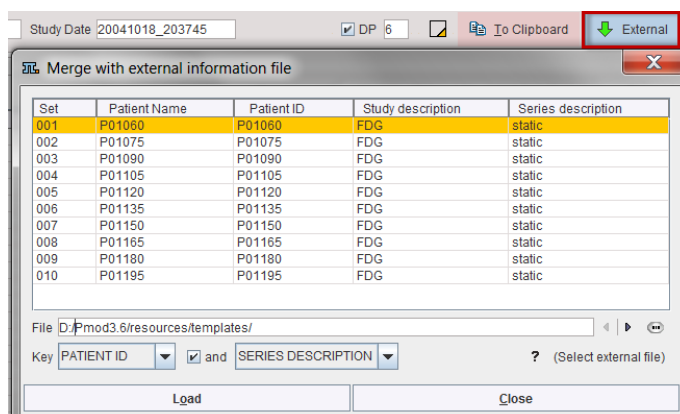 Study Date 20041018_203745 DP 6 To Clipboard External
Merge with external information file
Set Patient Name Patient ID Study description Series description
001 P01060 P01060 FDG static
002 P01075 P01075 FDG static
003 P01090 P01090 FDG static
004 P01105 P01105 FDG static
005 P01120 P01120 FDG static
006 P01135 P01135 FDG static
007 P01150 P01150 FDG static
008 P01165 P01165 FDG static
009 P01180 P01180 FDG static
010 P01195 P01195 FDG static
File D:/Pmod3.6/resources/templates/
Key PATIENT ID and SERIES DESCRIPTION ? (Select external file)
Load Close